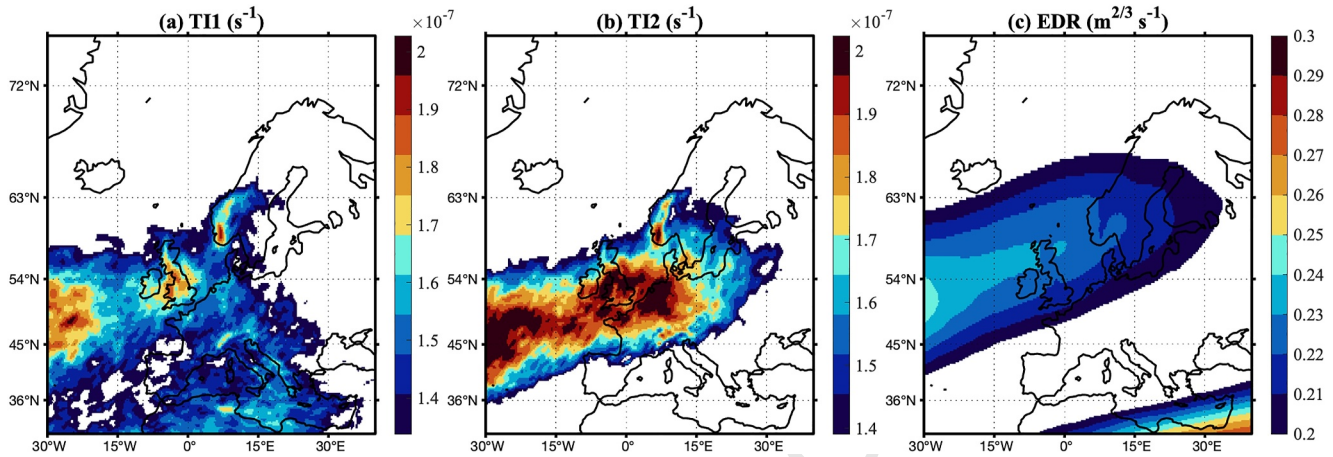 (a) TI1 (s⁻¹) ×10⁻⁷ (b) TI2 (s⁻¹) ×10⁻⁷ (c) EDR (m²ᐟ³ s⁻¹)
2 2 0.3
72°N 72°N 72°N 0.29
1.9 1.9 0.28
0.27
1.8 1.8
63°N 63°N 63°N 0.26
1.7 1.7 0.25
54°N 54°N 54°N 0.24
1.6 1.6 0.23
45°N 45°N 45°N 0.22
1.5 1.5
36°N 36°N 36°N 0.21
1.4 1.4 0.2
30°W 15°W 0° 15°E 30°E 30°W 15°W 0° 15°E 30°E 30°W 15°W 0° 15°E 30°E